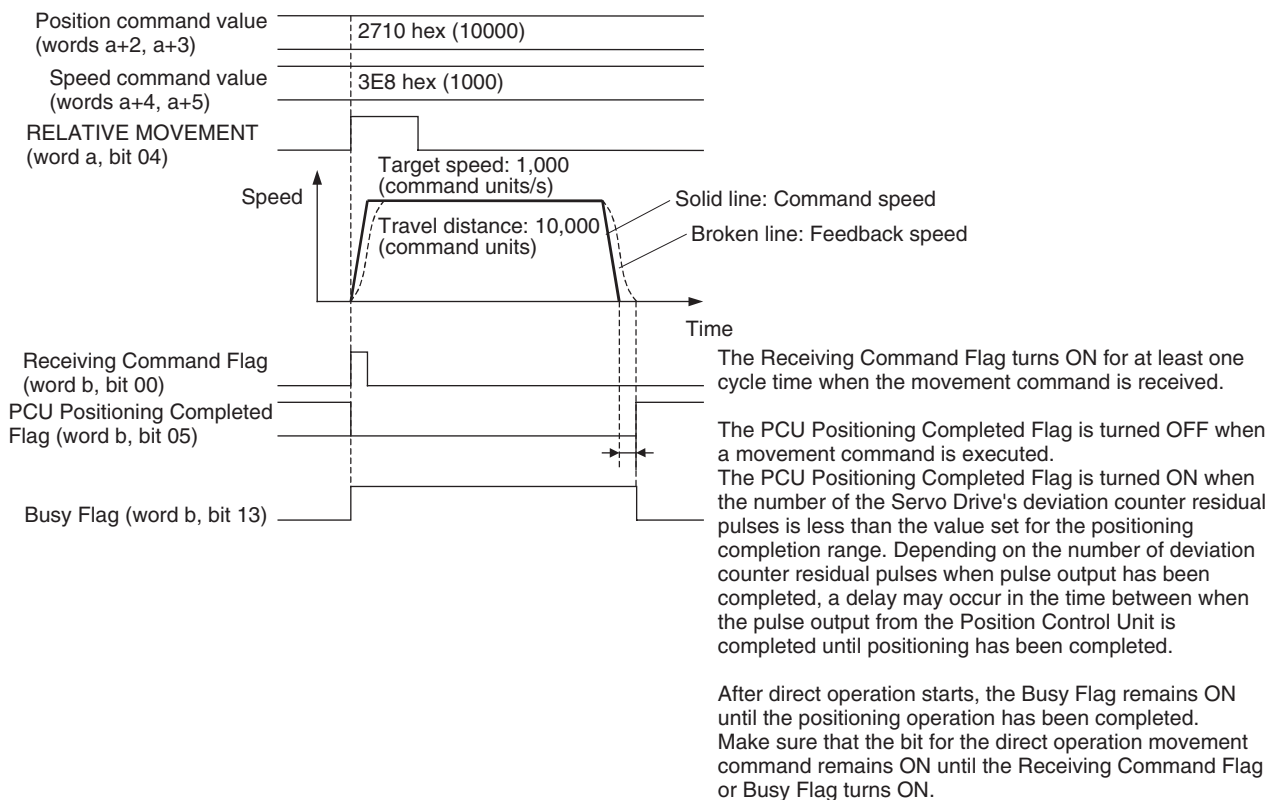 Position command value
(words a+2, a+3)
2710 hex (10000)
Speed command value
(words a+4, a+5)
3E8 hex (1000)
RELATIVE MOVEMENT
(word a, bit 04)
Target speed: 1,000
(command units/s)
Speed
Solid line: Command speed
Travel distance: 10,000
(command units)
Broken line: Feedback speed
Time
Receiving Command Flag
(word b, bit 00)
The Receiving Command Flag turns ON for at least one
cycle time when the movement command is received.
PCU Positioning Completed
Flag (word b, bit 05)
The PCU Positioning Completed Flag is turned OFF when
a movement command is executed.
The PCU Positioning Completed Flag is turned ON when
the number of the Servo Drive's deviation counter residual
pulses is less than the value set for the positioning
completion range. Depending on the number of deviation
counter residual pulses when pulse output has been
completed, a delay may occur in the time between when
the pulse output from the Position Control Unit is
completed until positioning has been completed.
Busy Flag (word b, bit 13)
After direct operation starts, the Busy Flag remains ON
until the positioning operation has been completed.
Make sure that the bit for the direct operation movement
command remains ON until the Receiving Command Flag
or Busy Flag turns ON.